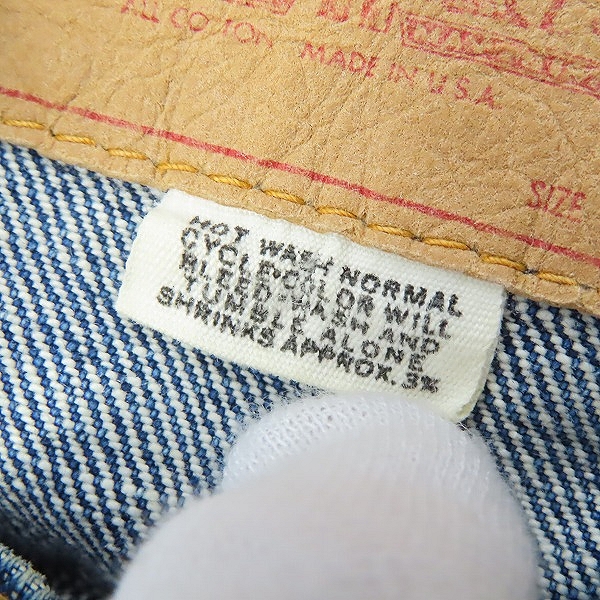 ALL COTTON MADE IN U.S.A.
SIZE
HOT WASH NORMAL
CYCLE COLOR WILL
BLEED-WASH AND
TUMBLE ALONE
SHRINKS APPROX. 3%